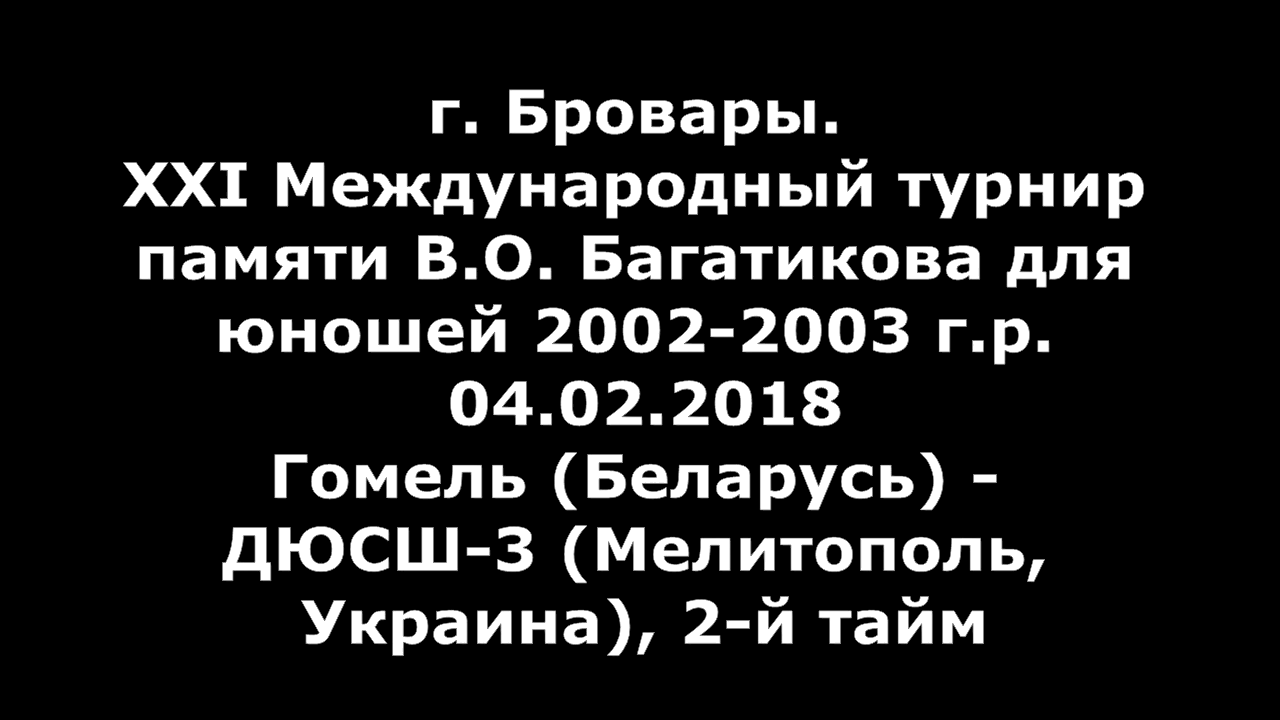 г. Бровары.
XXI Международный турнир
памяти В.О. Багатикова для
юношей 2002-2003 г.р.
04.02.2018
Гомель (Беларусь) -
ДЮСШ-3 (Мелитополь,
Украина), 2-й тайм